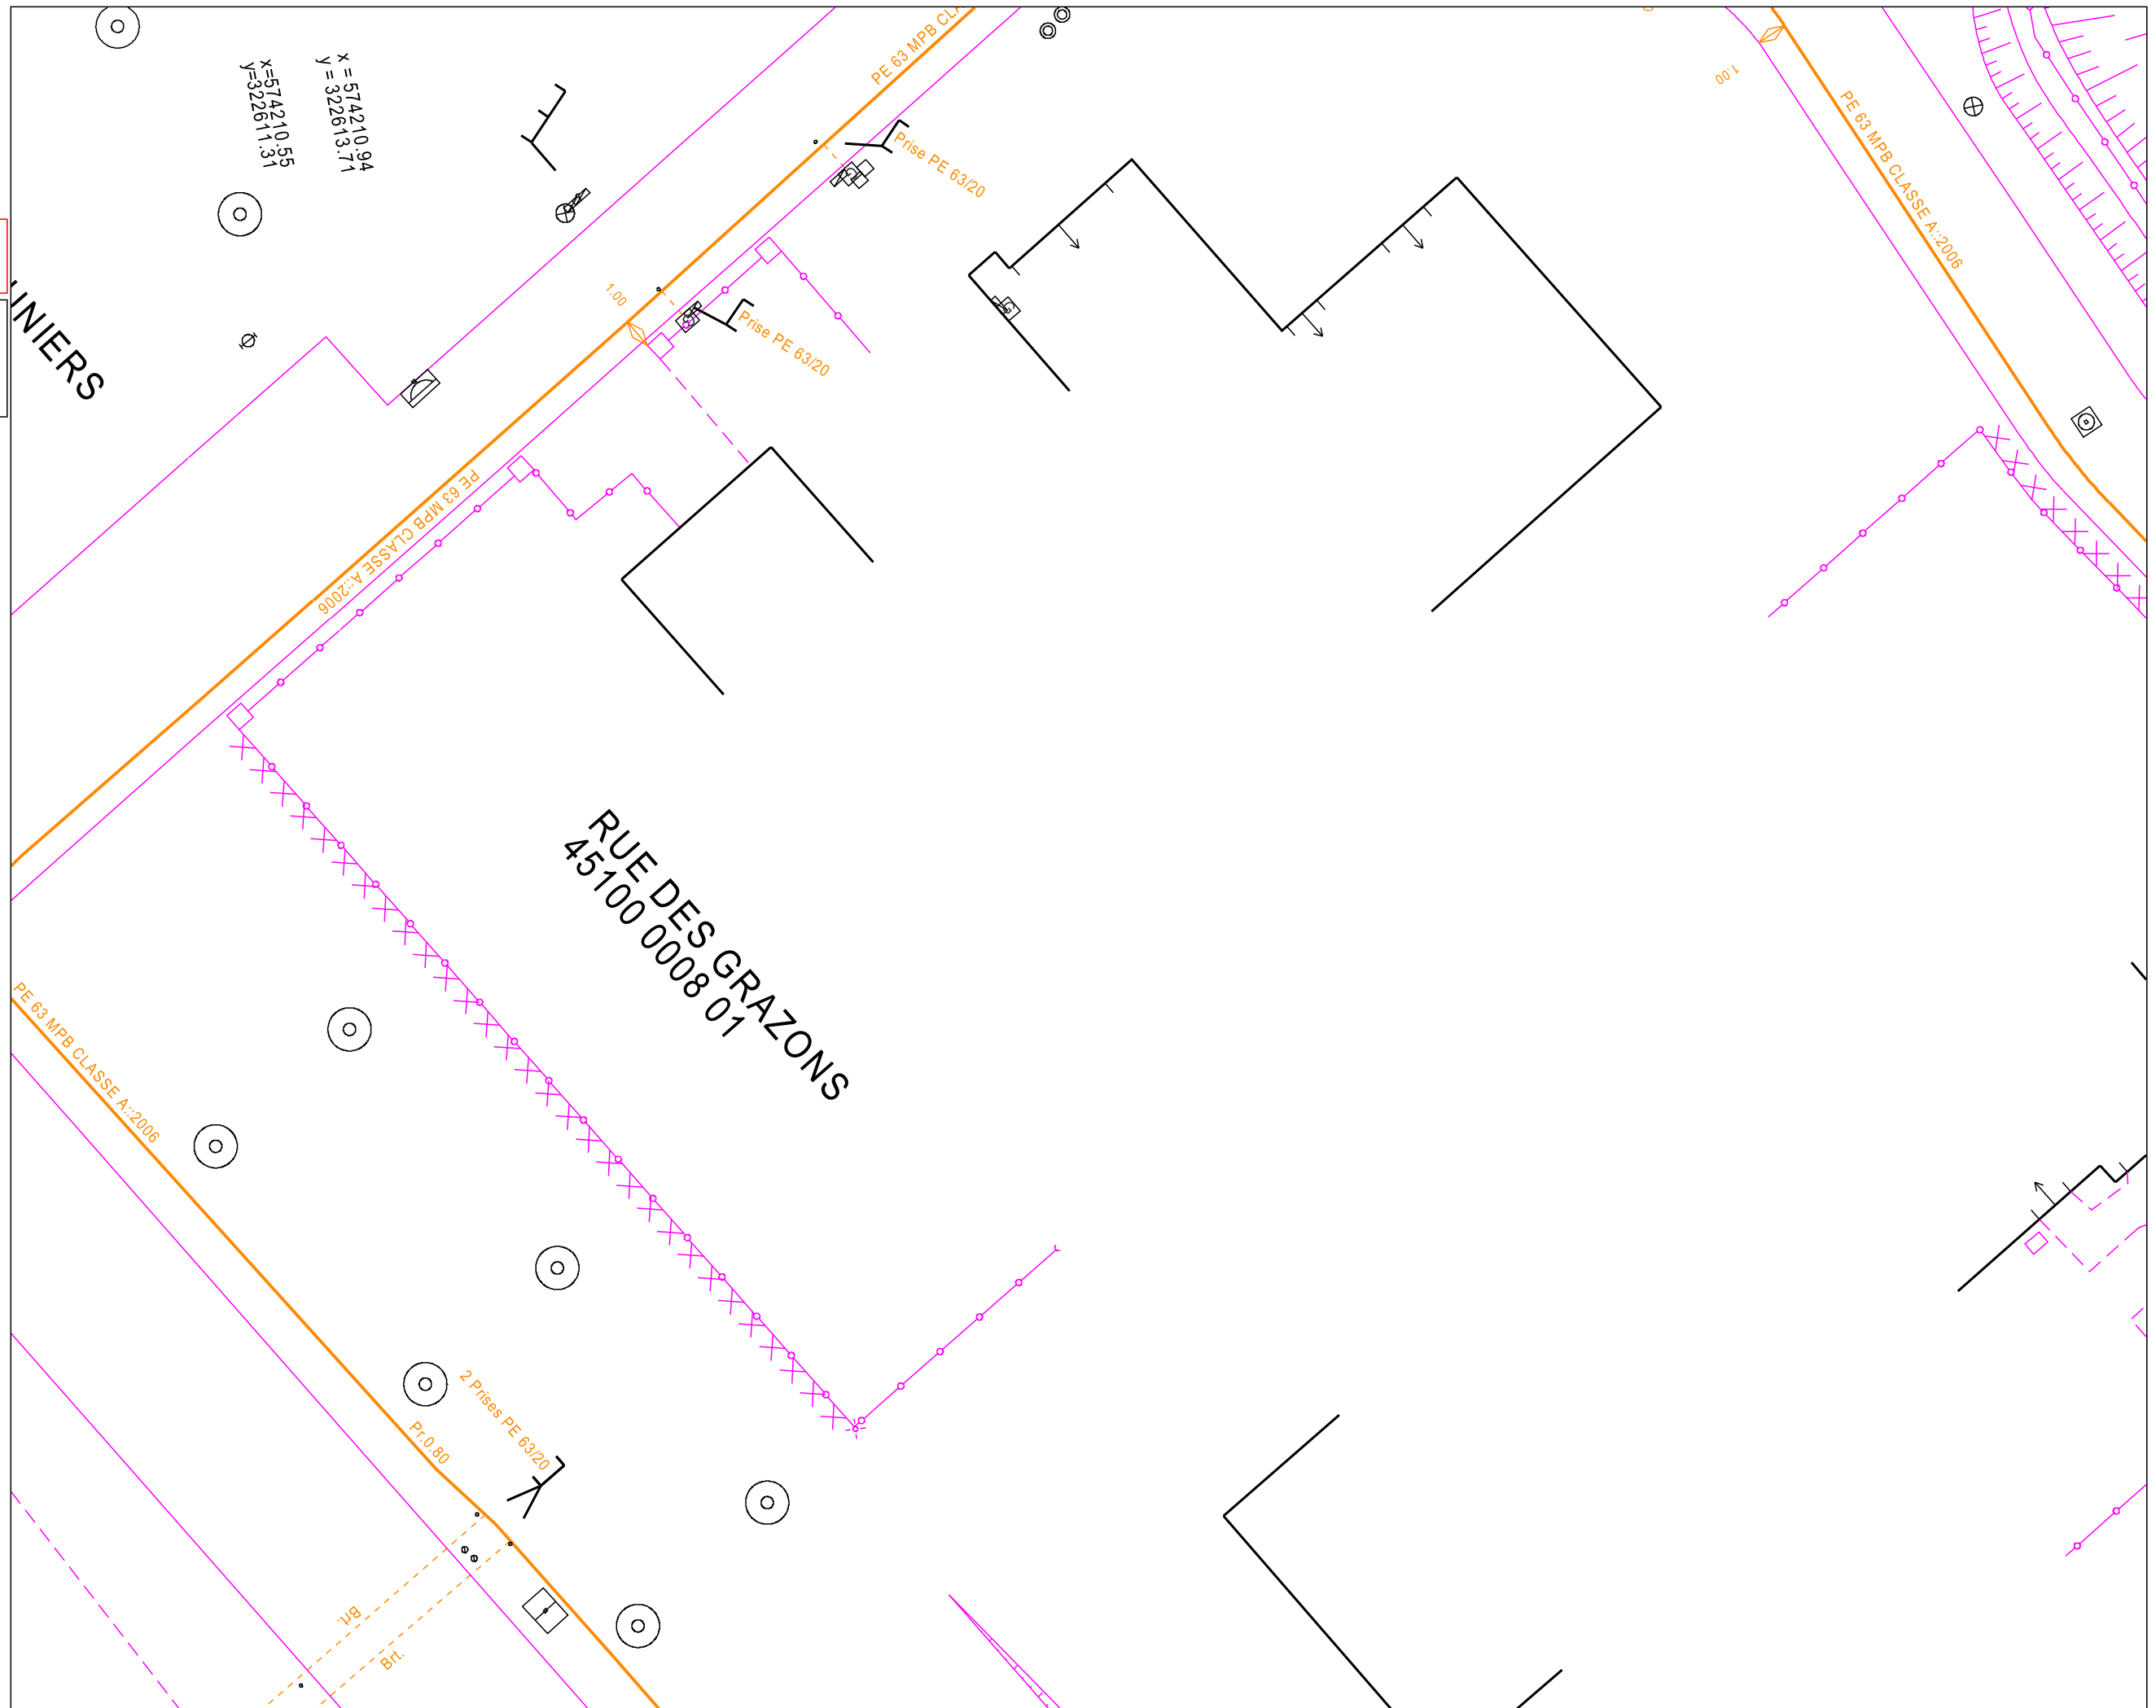 PE 63 MPB CLA
x = 574210.94
y = 322613.71
x=574210.55
y=322611.31
1.00
PE 63 MPB CLASSE A::2006
Prise PE 63/20
1.00
Prise PE 63/20
UNIERS
PE 63 MPB CLASSE A::2006
RUE DES GRAZONS
45100 0008 01
PE 63 MPB CLASSE A::2006
2 Prises PE 63/20
Pr.0.80
Brt.
Brt.